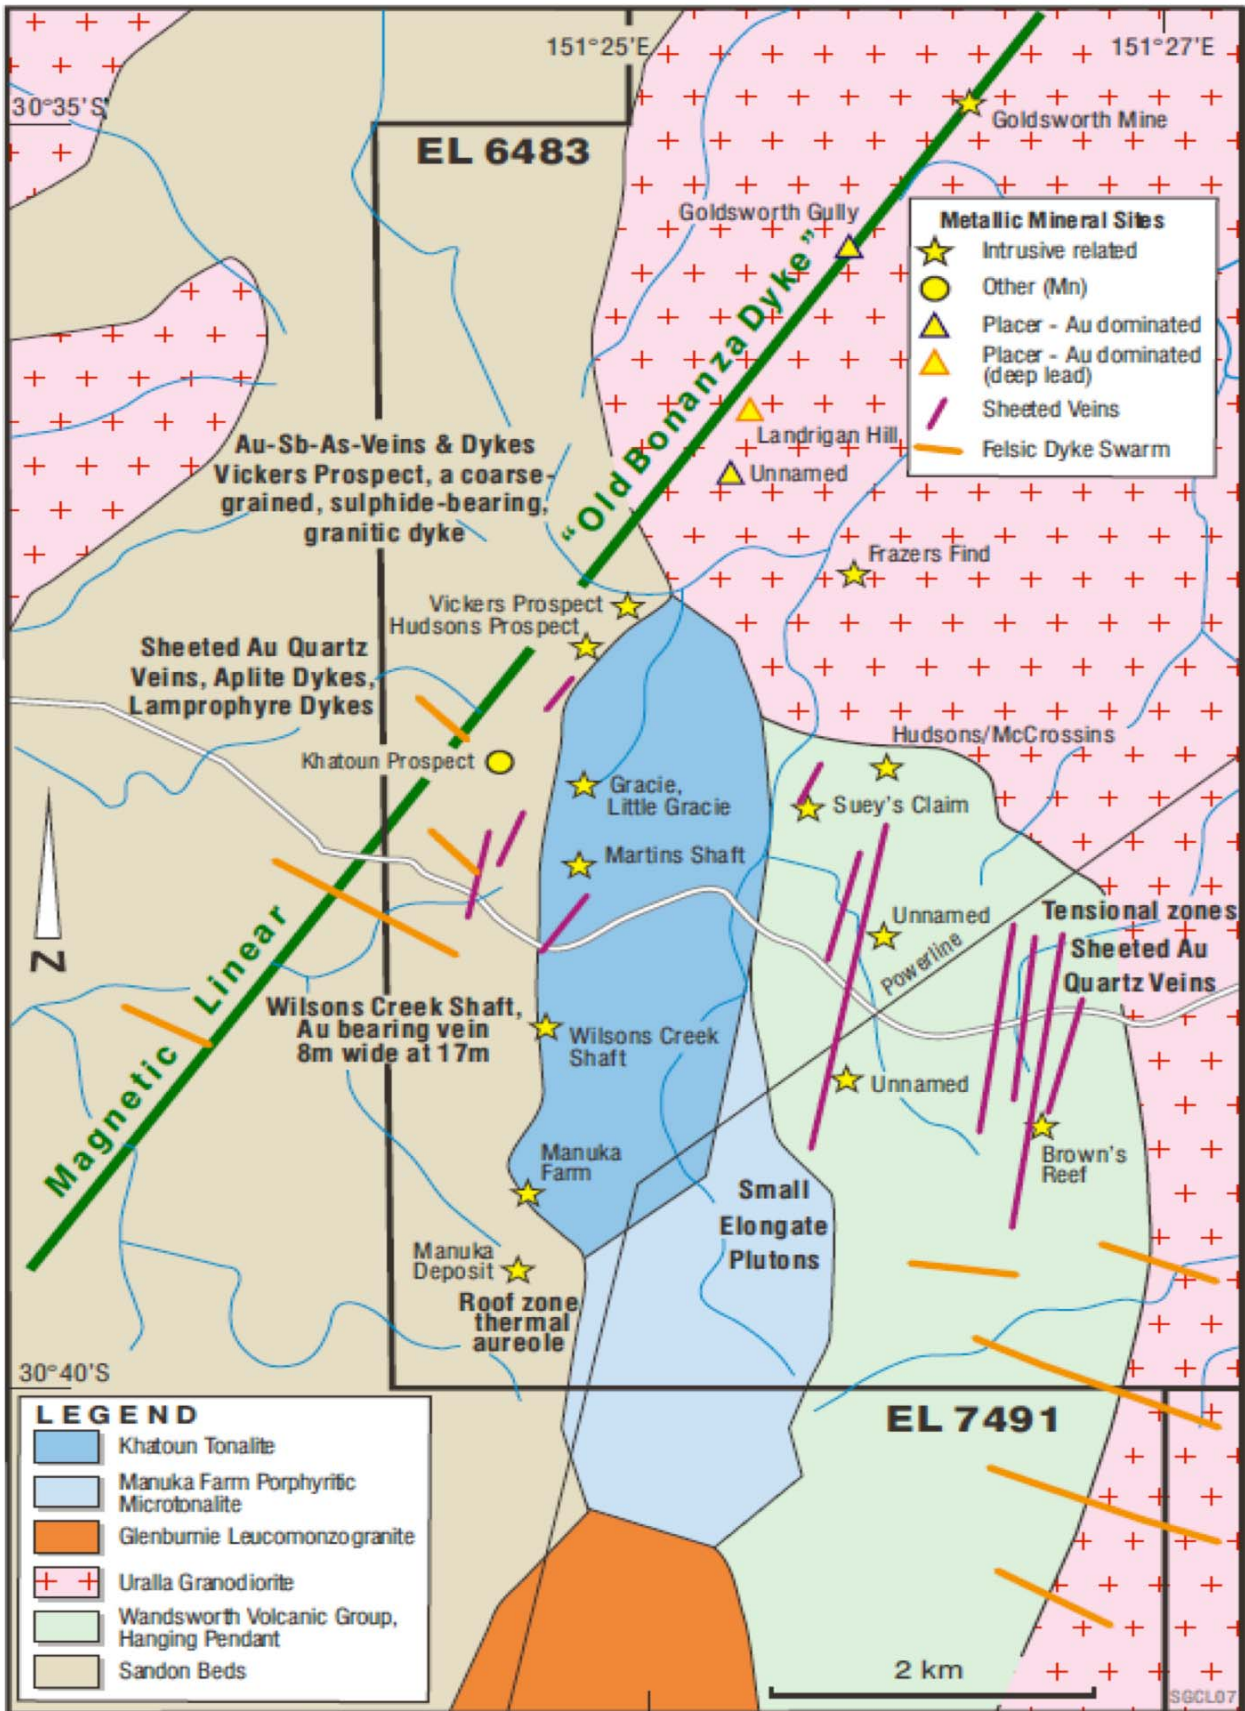 151°25'E
151°27'E
30°35'S
EL 6483
Goldsworth Mine
Goldsworth Gully
Metallic Mineral Sites
Intrusive related
Other (Mn)
Placer - Au dominated
Placer - Au dominated
(deep lead)
Sheeted Veins
Felsic Dyke Swarm
"Old Bonanza Dyke"
Landrigan Hill
Unnamed
Au-Sb-As-Veins & Dykes
Vickers Prospect, a coarse-
grained, sulphide-bearing,
granitic dyke
Frazers Find
Vickers Prospect
Hudsons Prospect
Sheeted Au Quartz
Veins, Aplite Dykes,
Lamprophyre Dykes
Khatoun Prospect
Hudsons/McCrossins
Gracie,
Little Gracie
Suey's Claim
Martins Shaft
N
Unnamed
Powerline
Tensional zones
Sheeted Au
Quartz Veins
Magnetic Linear
Wilsons Creek Shaft,
Au bearing vein
8m wide at 17m
Wilsons Creek
Shaft
Unnamed
Brown's
Reef
Manuka
Farm
Small
Elongate
Plutons
Manuka
Deposit
Roof zone
thermal
aureole
30°40'S
EL 7491
LEGEND
Khatoun Tonalite
Manuka Farm Porphyritic
Microtonalite
Glenburnie Leucomonzogranite
Uralla Granodiorite
Wandsworth Volcanic Group,
Hanging Pendant
Sandon Beds
2 km
SGCL07